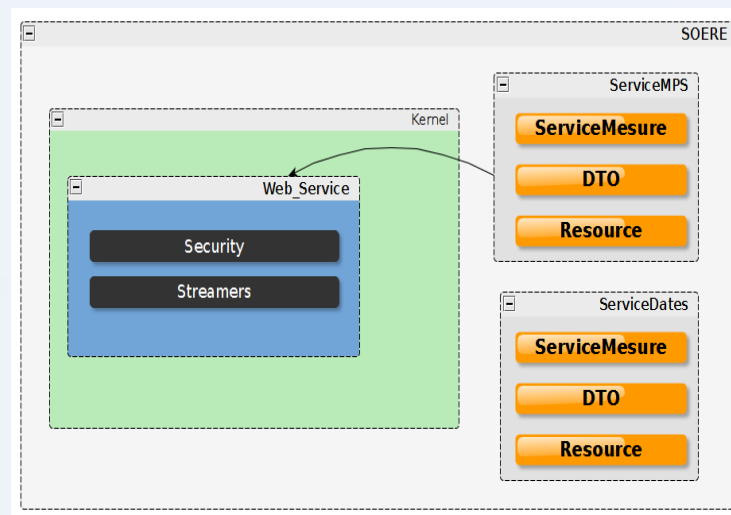 SOERE
ServiceMPS
ServiceMesure
DTO
Resource
Kernel
Web_Service
Security
Streamers
ServiceDates
ServiceMesure
DTO
Resource